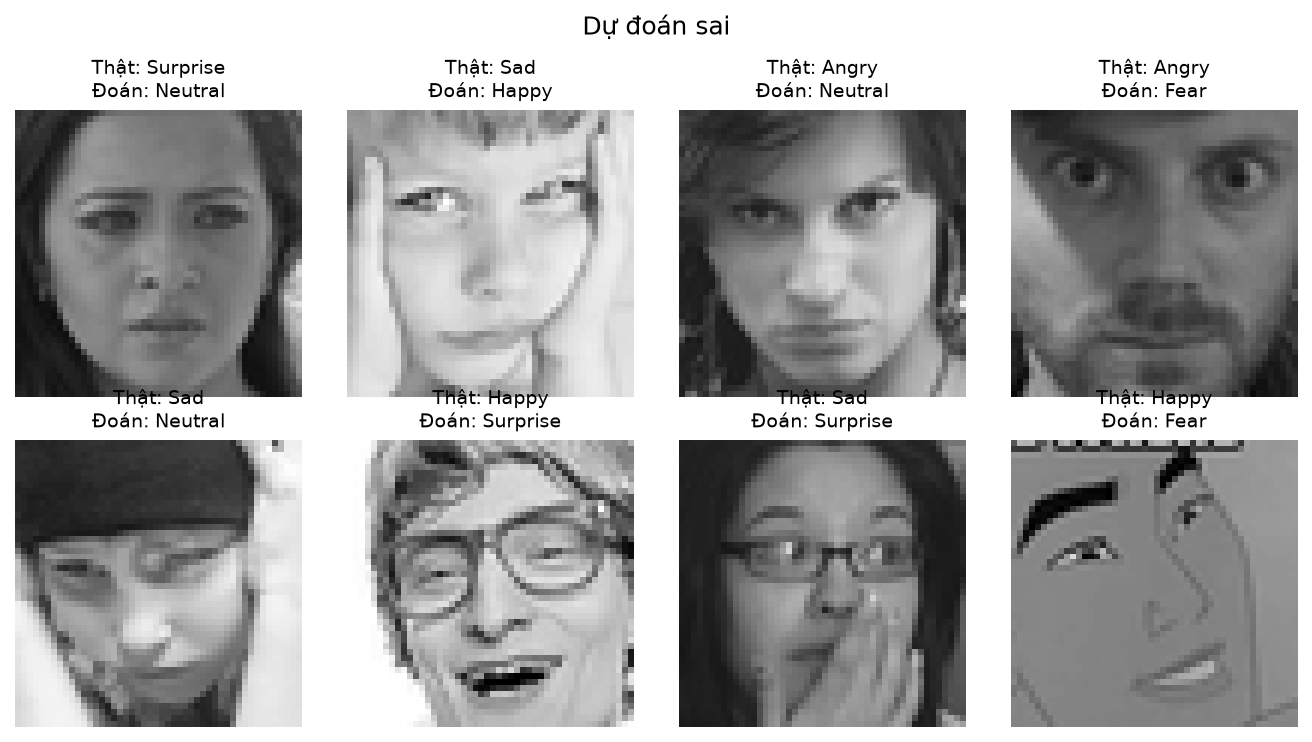 Dự đoán sai
Thật: Surprise
Đoán: Neutral
Thật: Sad
Đoán: Happy
Thật: Angry
Đoán: Neutral
Thật: Angry
Đoán: Fear
Thật: Sad
Đoán: Neutral
Thật: Happy
Đoán: Surprise
Thật: Sad
Đoán: Surprise
Thật: Happy
Đoán: Fear